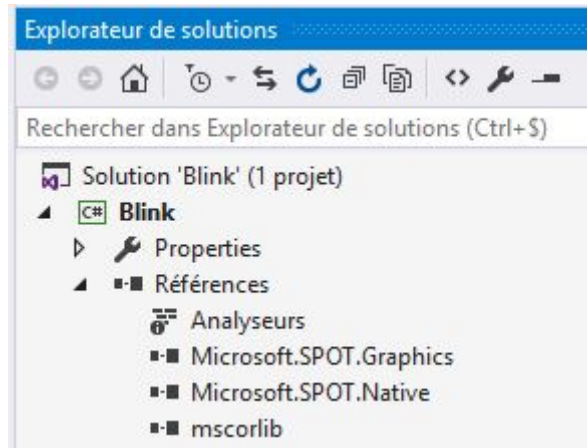 Explorateur de solutions
Rechercher dans Explorateur de solutions (Ctrl+$)
Solution 'Blink' (1 projet)
C# Blink
Properties
Références
Analyseurs
Microsoft.SPOT.Graphics
Microsoft.SPOT.Native
mscorlib